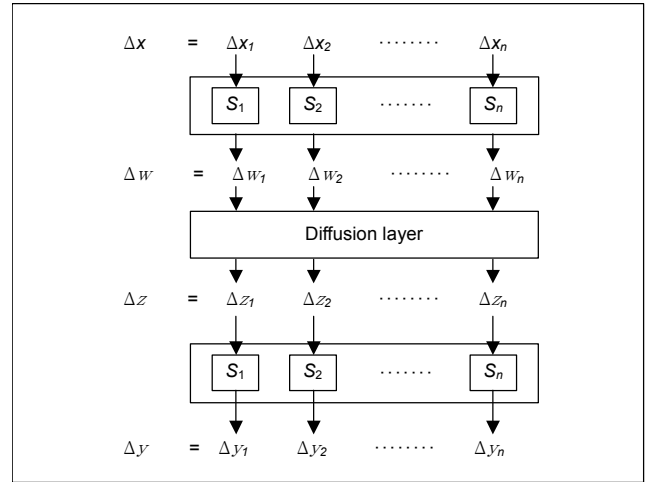 Δx = Δx₁ Δx₂ ········ Δxₙ
S₁ S₂ ······· Sₙ
Δw = Δw₁ Δw₂ ········ Δwₙ
Diffusion layer
Δz = Δz₁ Δz₂ ········ Δzₙ
S₁ S₂ ······· Sₙ
Δy = Δy₁ Δy₂ ········ Δyₙ